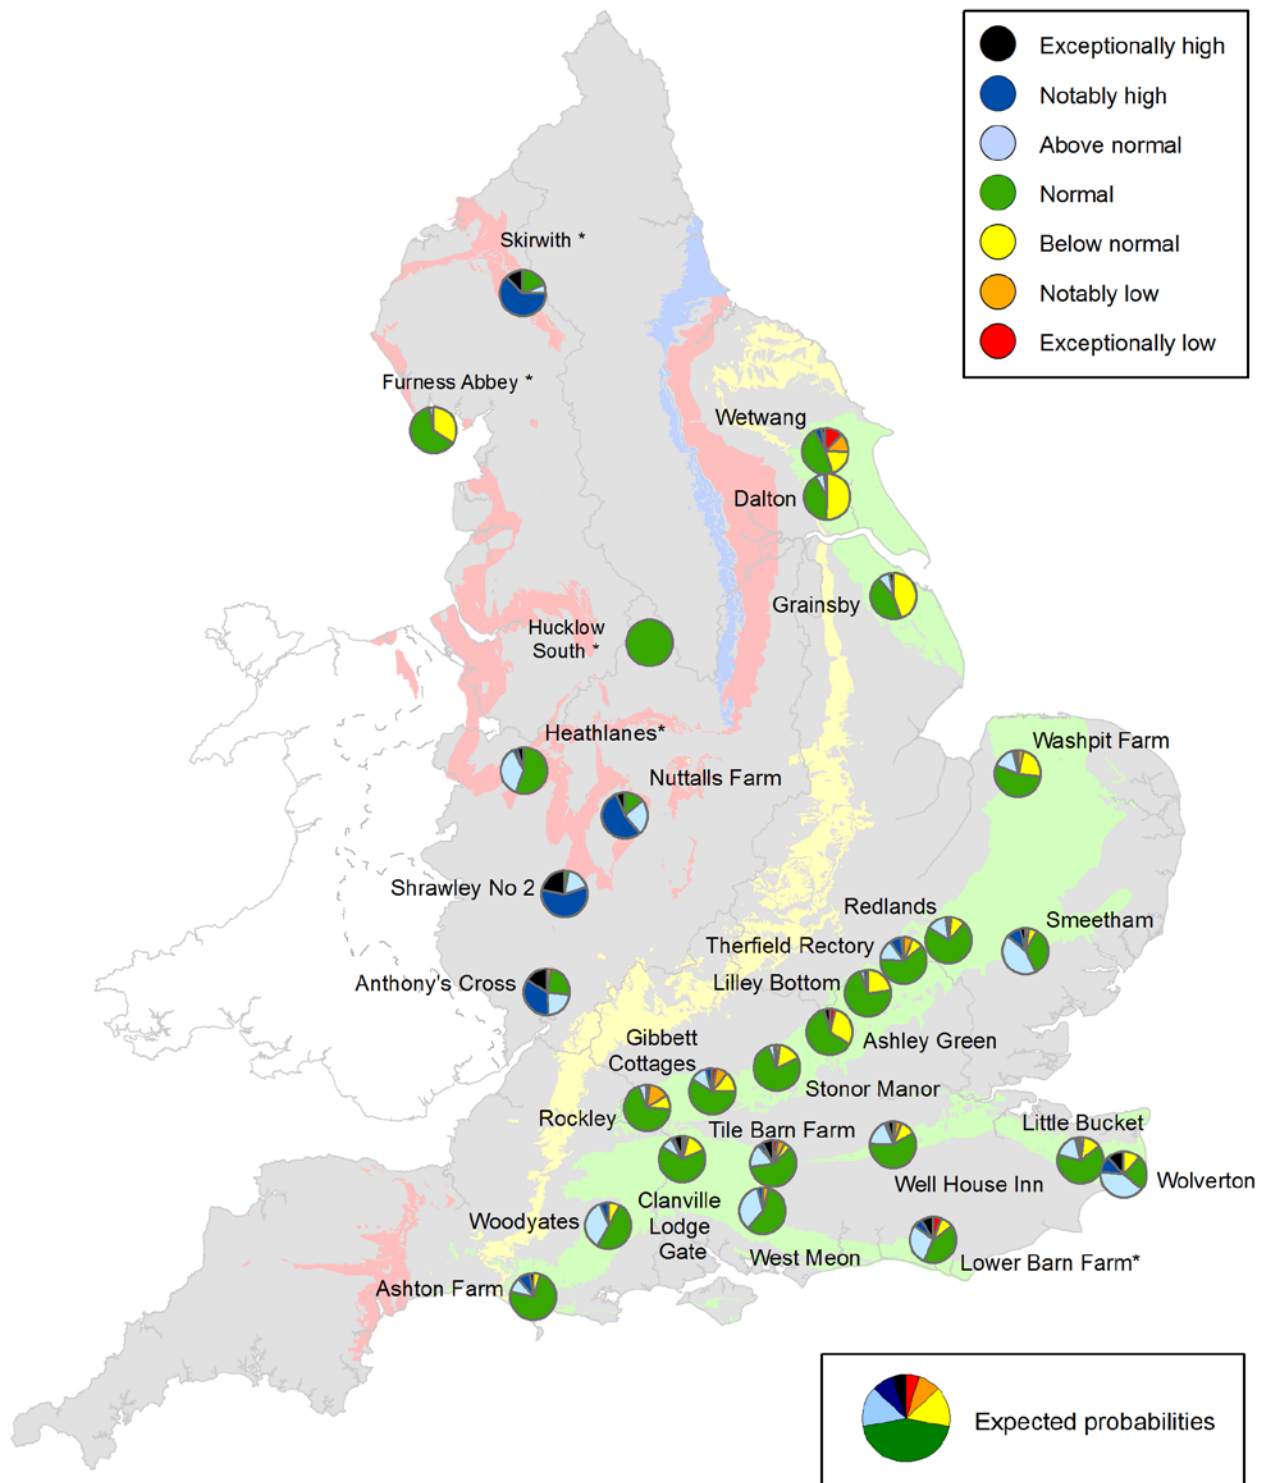 Exceptionally high
Notably high
Above normal
Normal
Below normal
Notably low
Exceptionally low
Skirwith *
Furness Abbey *
Wetwang
Dalton
Grainsby
Hucklow
South *
Heathlanes*
Washpit Farm
Nuttalls Farm
Shrawley No 2
Redlands
Smeetham
Therfield Rectory
Anthony's Cross
Lilley Bottom
Gibbett
Cottages
Ashley Green
Stonor Manor
Rockley
Tile Barn Farm
Little Bucket
Well House Inn
Wolverton
Clanville
Lodge
Gate
Woodyates
West Meon
Lower Barn Farm*
Ashton Farm
Expected probabilities